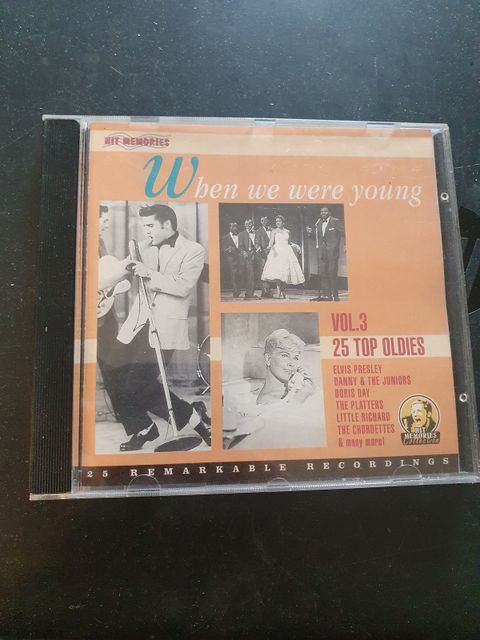 HIT MEMORIES
When we were young
VOL.3
25 TOP OLDIES
ELVIS PRESLEY
DANNY & THE JUNIORS
DORIS DAY
THE PLATTERS
LITTLE RICHARD
THE CHORDETTES
& many more!
HIT
MEMORIES
Collection
25 REMARKABLE RECORDINGS